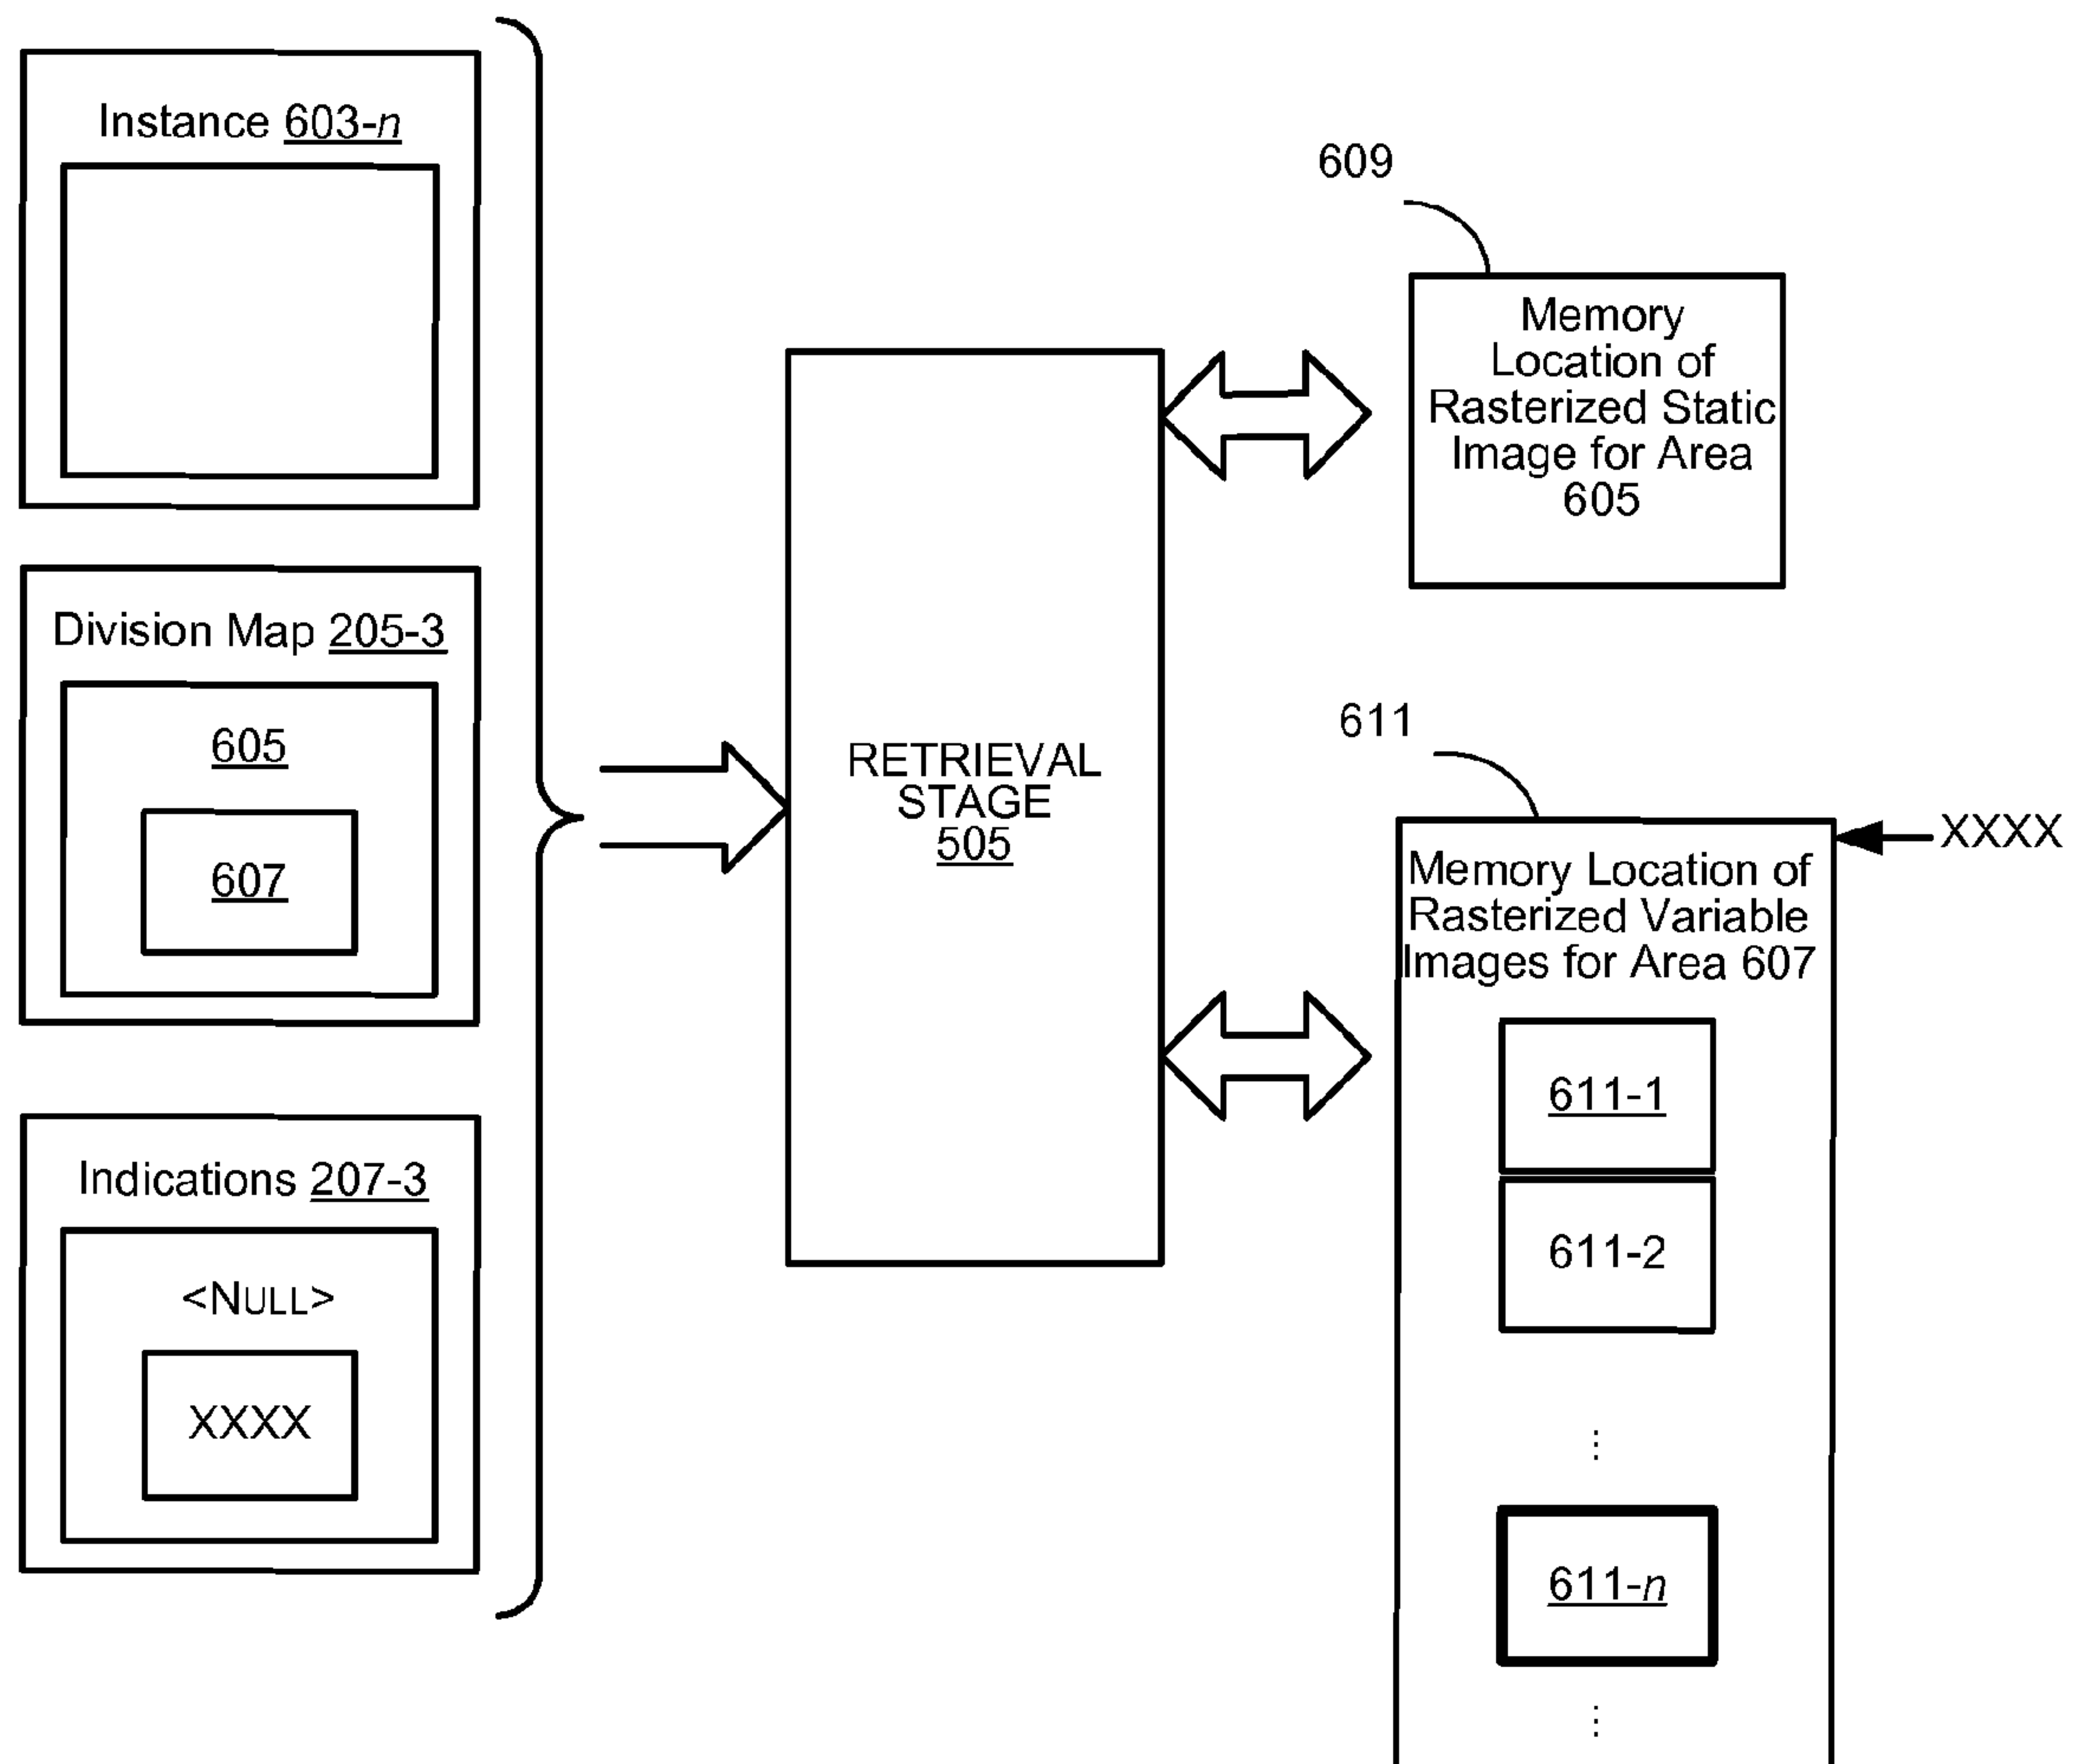 Instance 603-n
Division Map 205-3
605
607
Indications 207-3
<NULL>
XXXX
RETRIEVAL
STAGE
505
609
Memory
Location of
Rasterized Static
Image for Area
605
611
XXXX
Memory Location of
Rasterized Variable
Images for Area 607
611-1
611-2
⋮
611-n
⋮